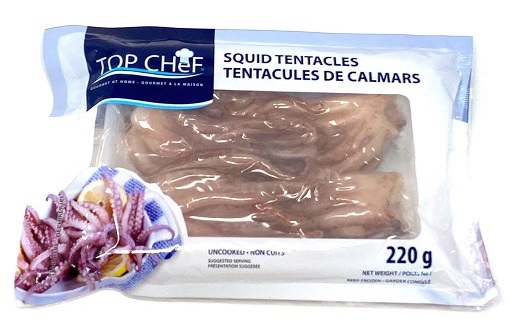 TOP CHEF
GOURMET AT HOME - GOURMET À LA MAISON
SQUID TENTACLES
TENTACULES DE CALMARS
UNCOOKED • NON CUITS
SUGGESTED SERVING
PRÉSENTATION SUGGÉRÉE
220 g
NET WEIGHT / POIDS NET
KEEP FROZEN - GARDER CONGELÉ